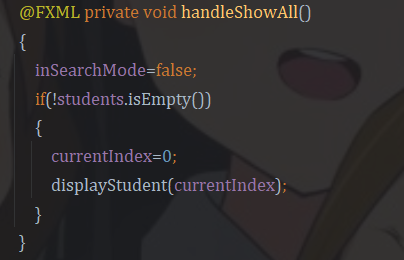 @FXML private void handleShowAll()
{
inSearchMode=false;
if(!students.isEmpty())
{
currentIndex=0;
displayStudent(currentIndex);
}
}